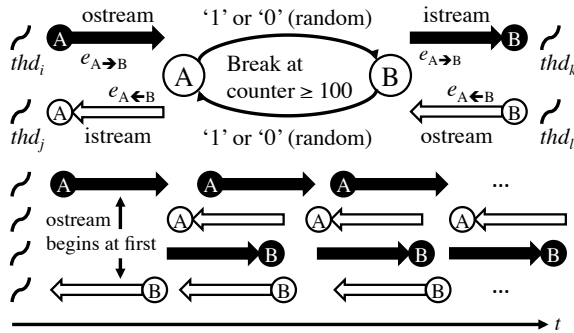 ostream ‘1’ or ‘0’ (random) istream
A B
thd_i e_A➔B A B e_A➔B thd_k
Break at
counter ≥ 100
A e_A←B e_A←B B
thd_j istream ostream thd_l
‘1’ or ‘0’ (random)
A A A ...
ostream A A A
begins at first B B B
B B B ...
t